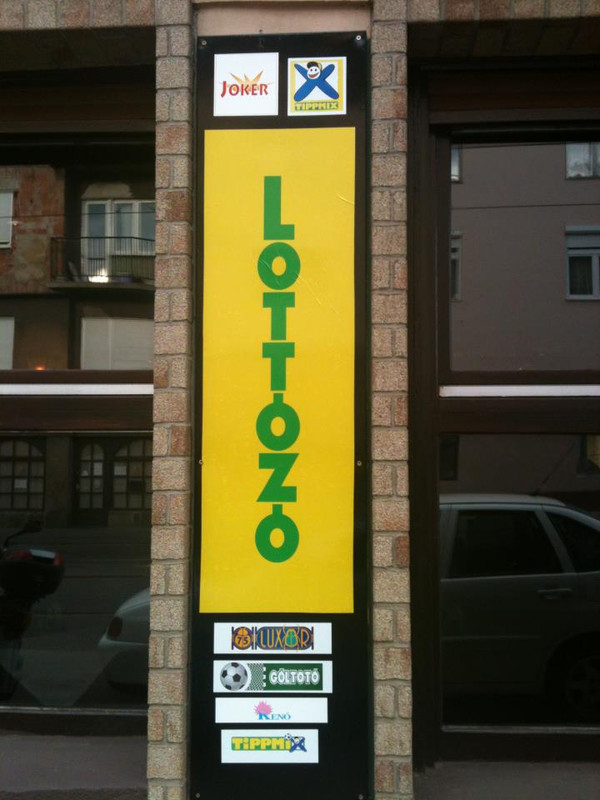 JOKER
TIPPMIX
LOTTÓZÓ
75 LUXOR
GÓLTOTÓ
KENÓ
TIPPMIX